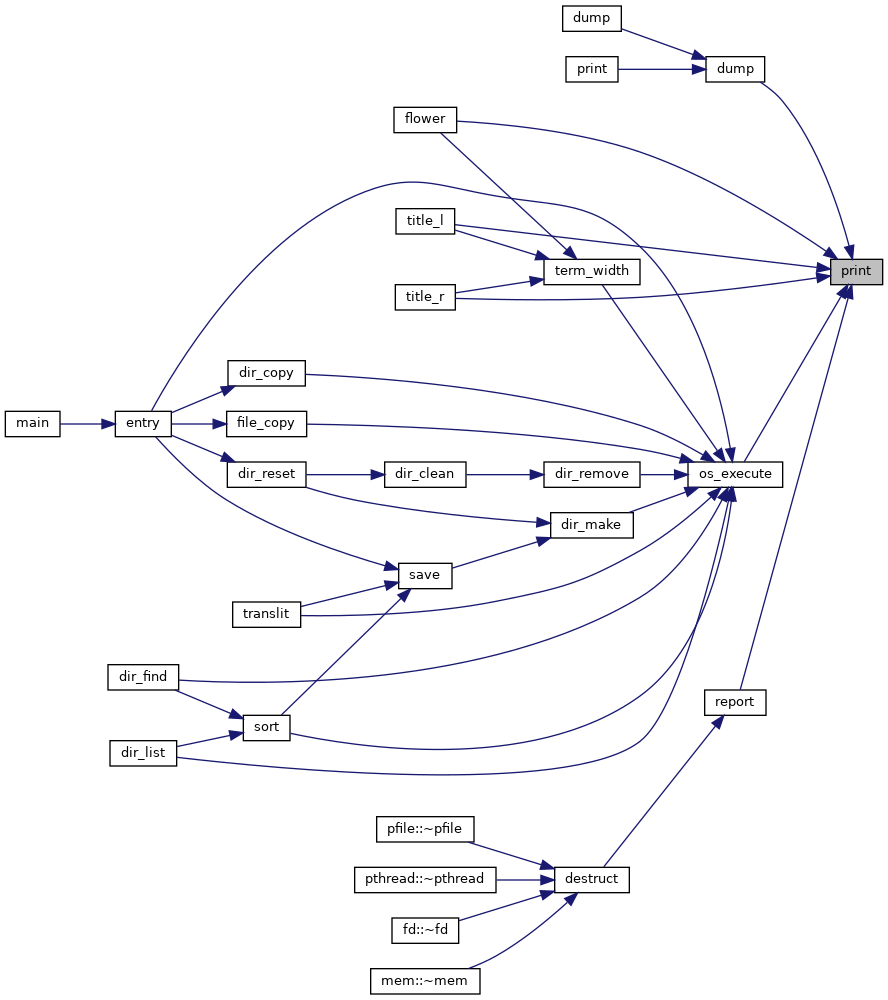 dump
print
dump
flower
title_l
print
term_width
title_r
dir_copy
main
entry
file_copy
dir_reset
dir_clean
dir_remove
os_execute
dir_make
save
translit
dir_find
report
sort
dir_list
pfile::~pfile
pthread::~pthread
destruct
fd::~fd
mem::~mem